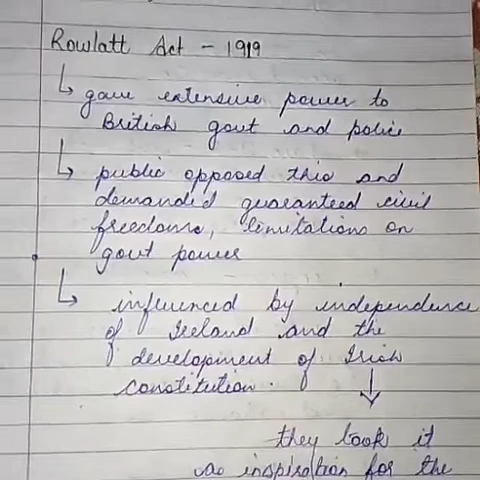 Rowlatt Act - 1919
gave extensive power to
British govt and police
public opposed this and
demanded guaranteed civil
freedoms, limitations on
govt power
influenced by independence
of Ireland and the
development of Irish
constitution.
they took it
as inspiration for the